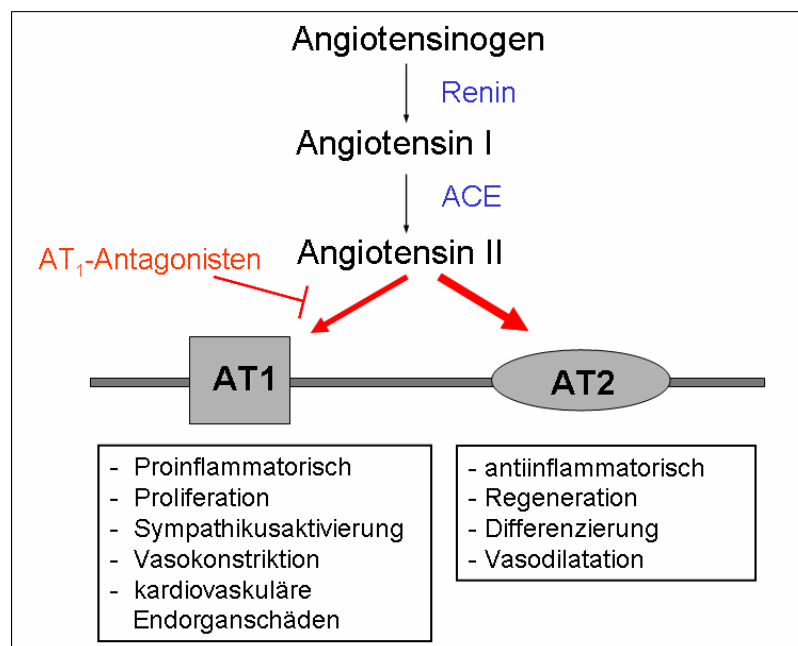 Angiotensinogen
Renin
Angiotensin I
ACE
Angiotensin II
AT₁-Antagonisten
AT1
AT2
- Proinflammatorisch
- Proliferation
- Sympathikusaktivierung
- Vasokonstriktion
- kardiovaskuläre
Endorganschäden
- antiinflammatorisch
- Regeneration
- Differenzierung
- Vasodilatation